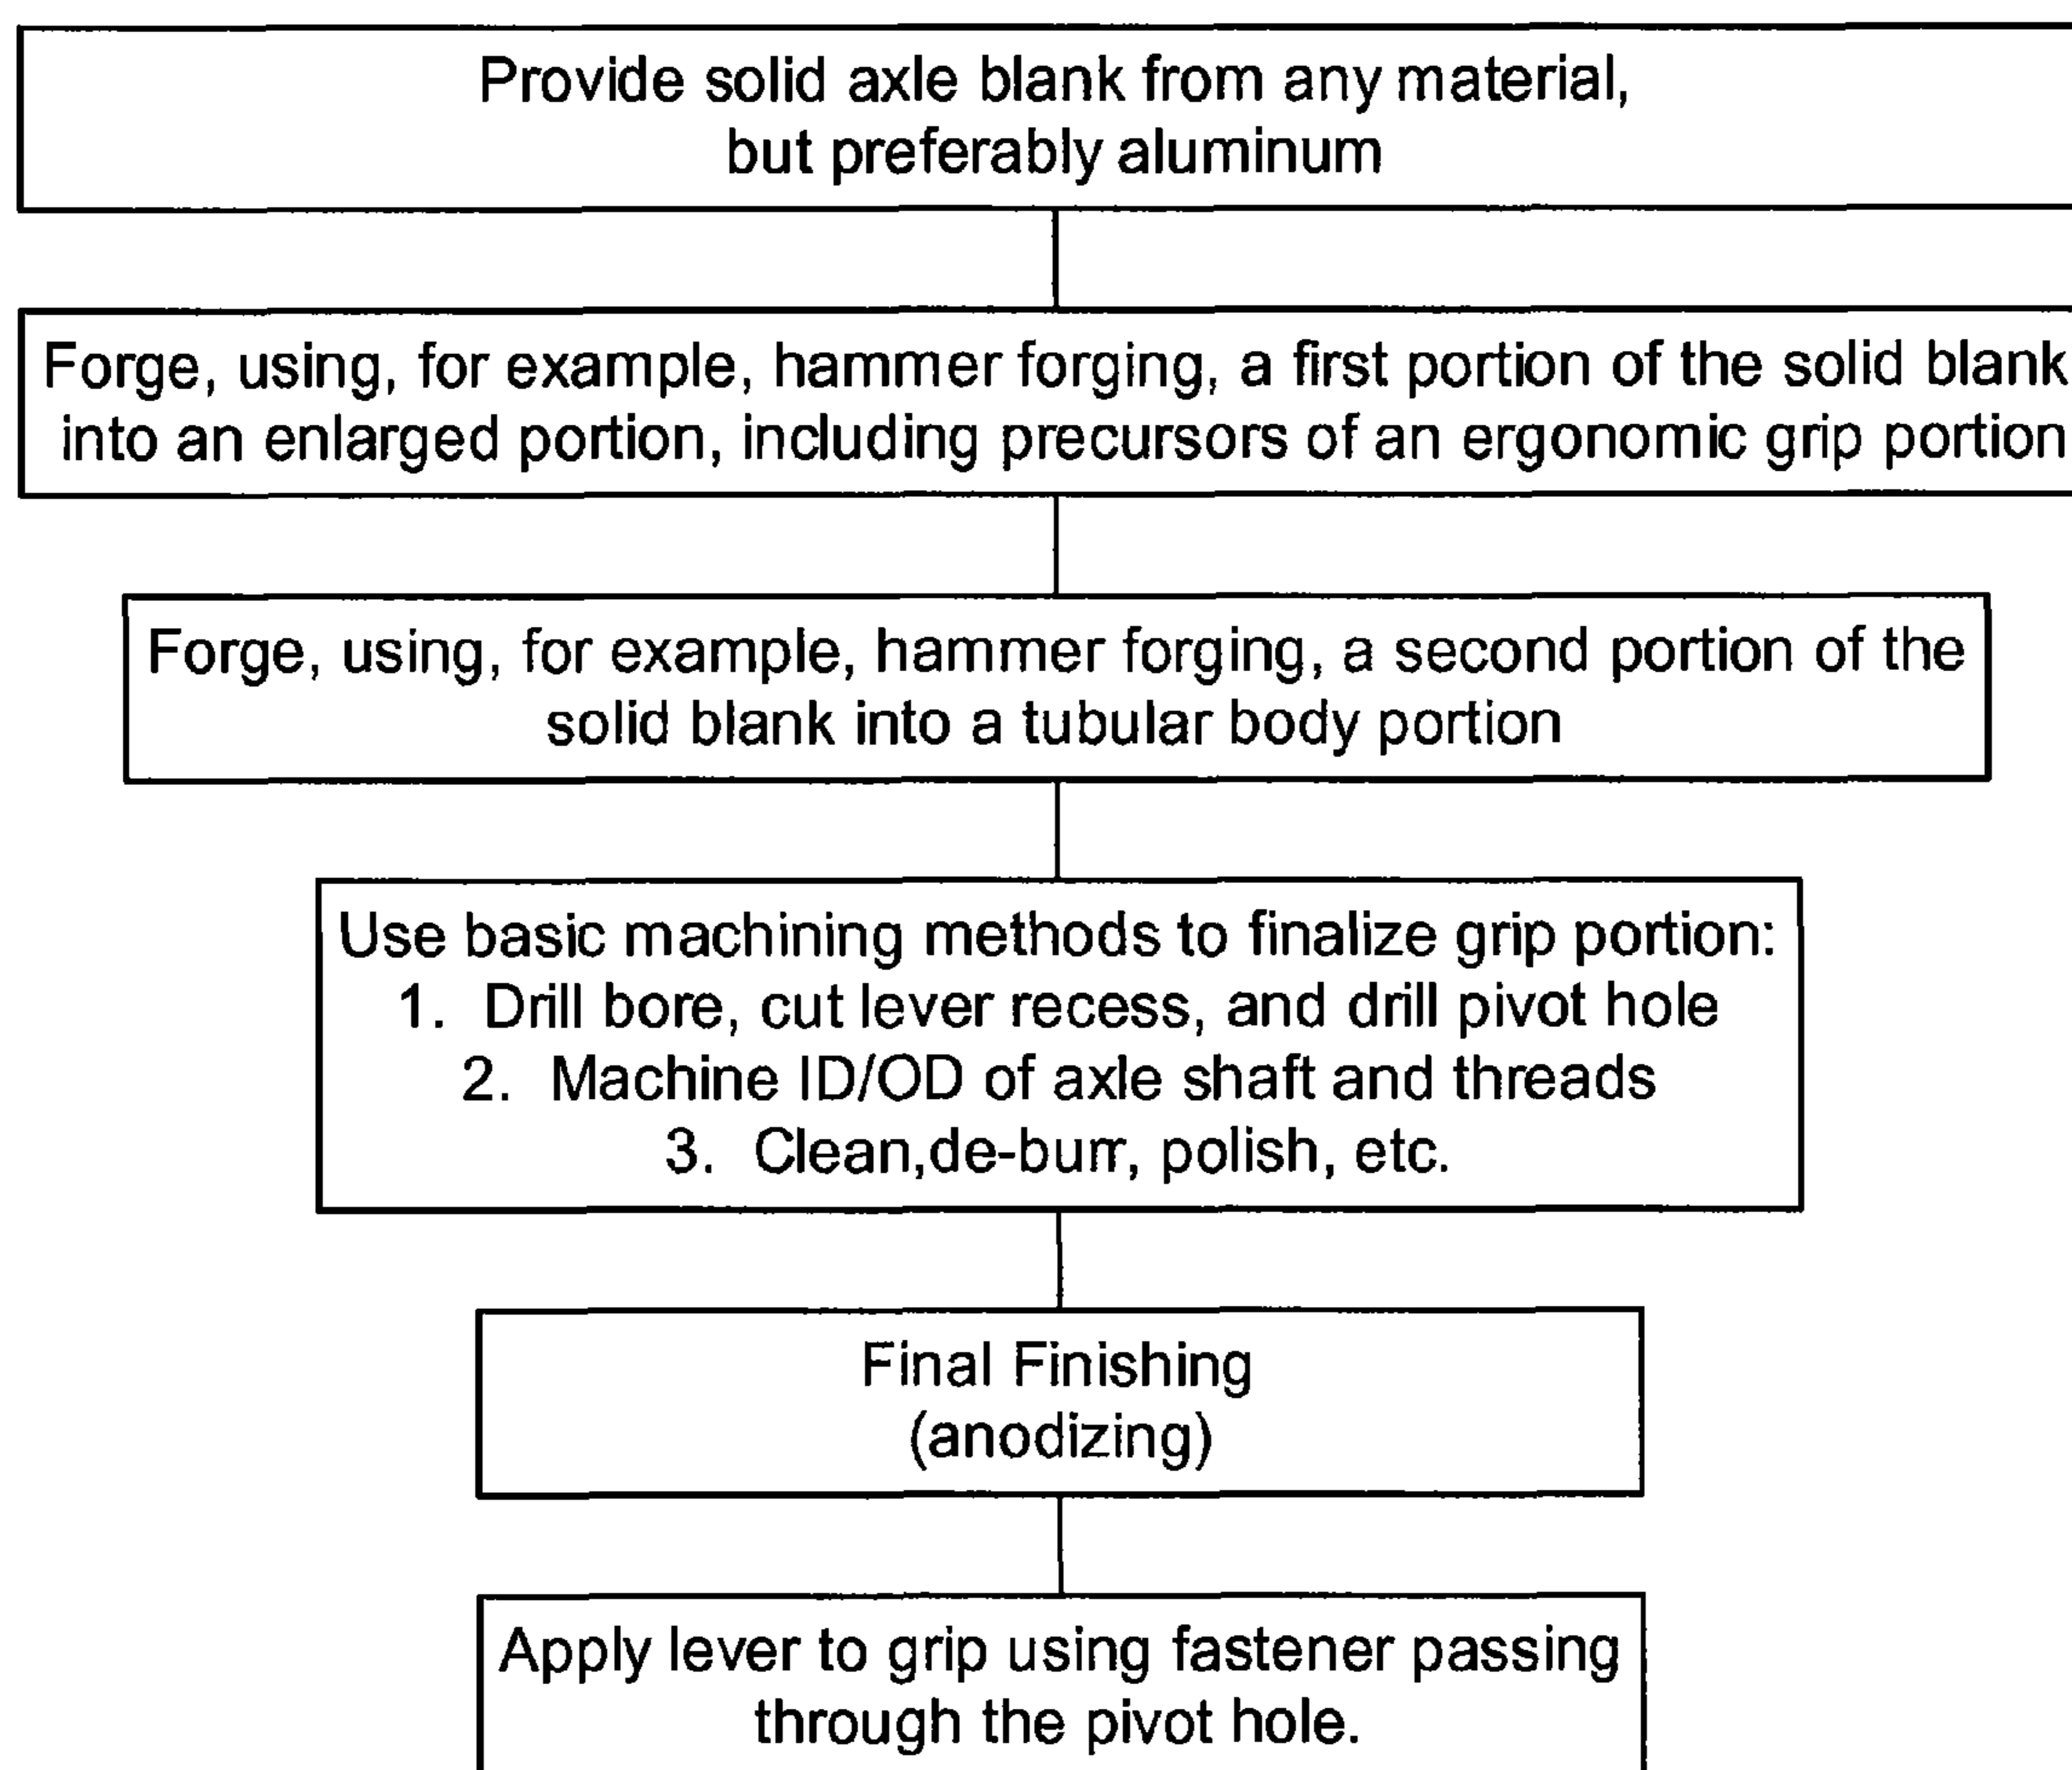 Provide solid axle blank from any material,
but preferably aluminum
Forge, using, for example, hammer forging, a first portion of the solid blank
into an enlarged portion, including precursors of an ergonomic grip portion
Forge, using, for example, hammer forging, a second portion of the
solid blank into a tubular body portion
Use basic machining methods to finalize grip portion:
1. Drill bore, cut lever recess, and drill pivot hole
2. Machine ID/OD of axle shaft and threads
3. Clean,de-burr, polish, etc.
Final Finishing
(anodizing)
Apply lever to grip using fastener passing
through the pivot hole.